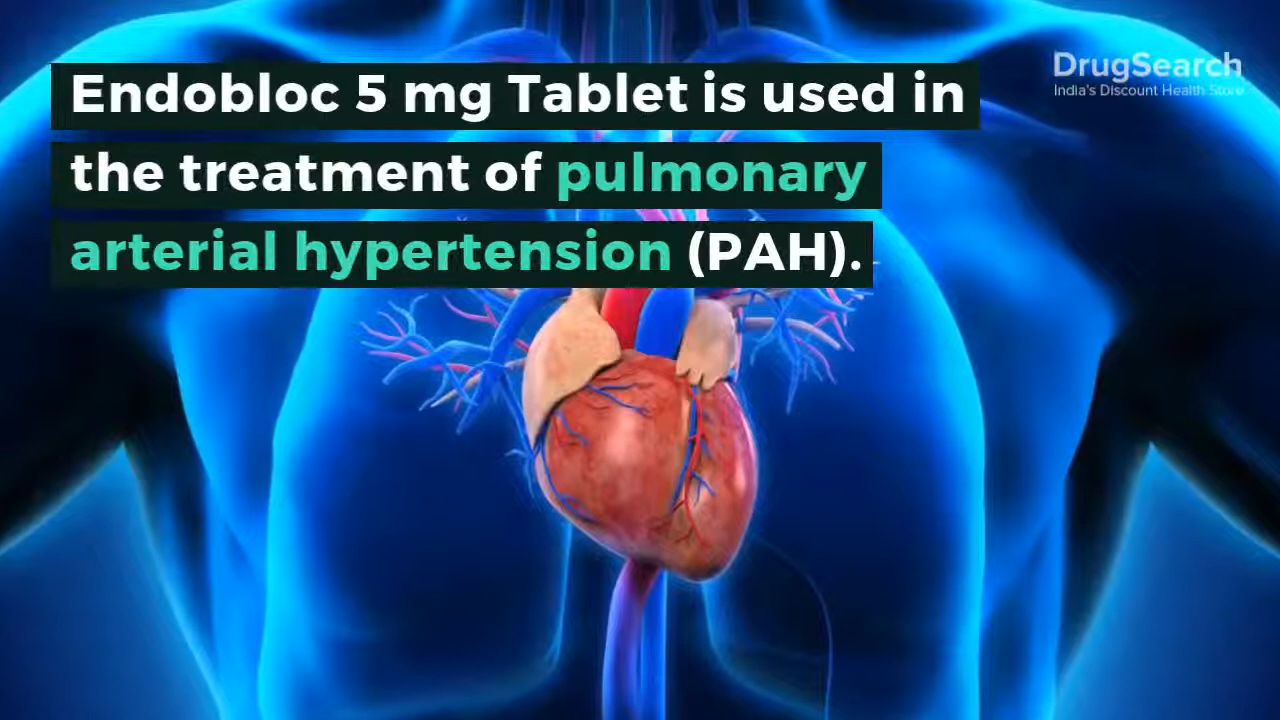 Endobloc 5 mg Tablet is used in
the treatment of pulmonary
arterial hypertension (PAH).
DrugSearch
India's Discount Health Store